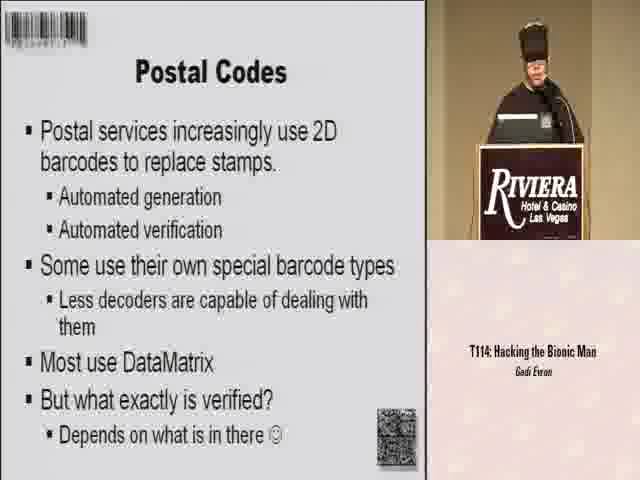 Postal Codes
▪ Postal services increasingly use 2D
barcodes to replace stamps.
▪ Automated generation
▪ Automated verification
▪ Some use their own special barcode types
▪ Less decoders are capable of dealing with
them
▪ Most use DataMatrix
▪ But what exactly is verified?
▪ Depends on what is in there ☺
RIVIERA
Hotel & Casino
Las Vegas
T114: Hacking the Bionic Man
Gadi Evron